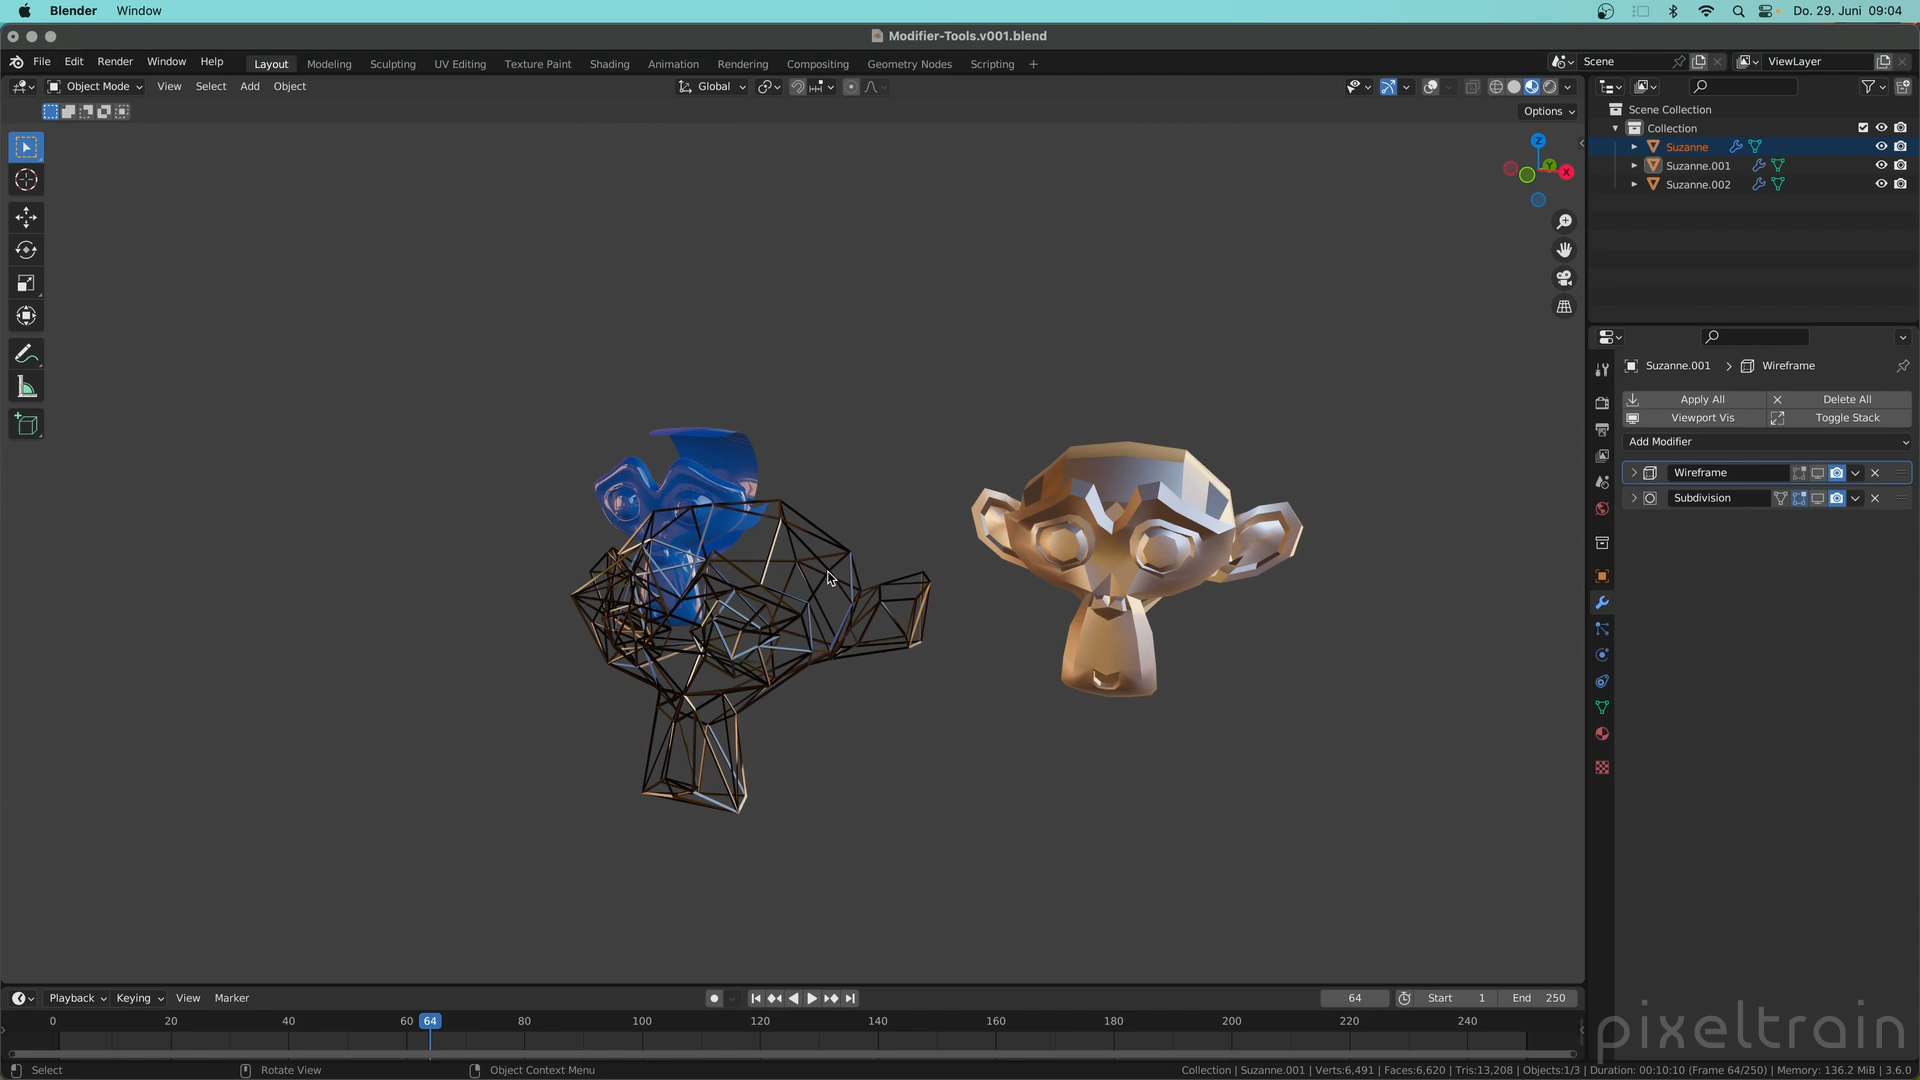 Blender Window
Do. 29. Juni 09:04
Modifier-Tools.v001.blend
File Edit Render Window Help Layout Modeling Sculpting UV Editing Texture Paint Shading Animation Rendering Compositing Geometry Nodes Scripting +
Scene ViewLayer
Object Mode View Select Add Object Global
Options
Scene Collection
Collection
Suzanne
Suzanne.001
Suzanne.002
Z
Y
X
Suzanne.001 > Wireframe
Apply All Delete All
Viewport Vis Toggle Stack
Add Modifier
Wireframe
Subdivision
Playback Keying View Marker 64 Start 1 End 250
0 20 40 60 64 80 100 120 140 160 180 200 220 240
pixeltrain
Select Rotate View Object Context Menu Collection | Suzanne.001 | Verts:6,491 | Faces:6,620 | Tris:13,208 | Objects:1/3 | Duration: 00:10:10 (Frame 64/250) | Memory: 136.2 MiB | 3.6.0